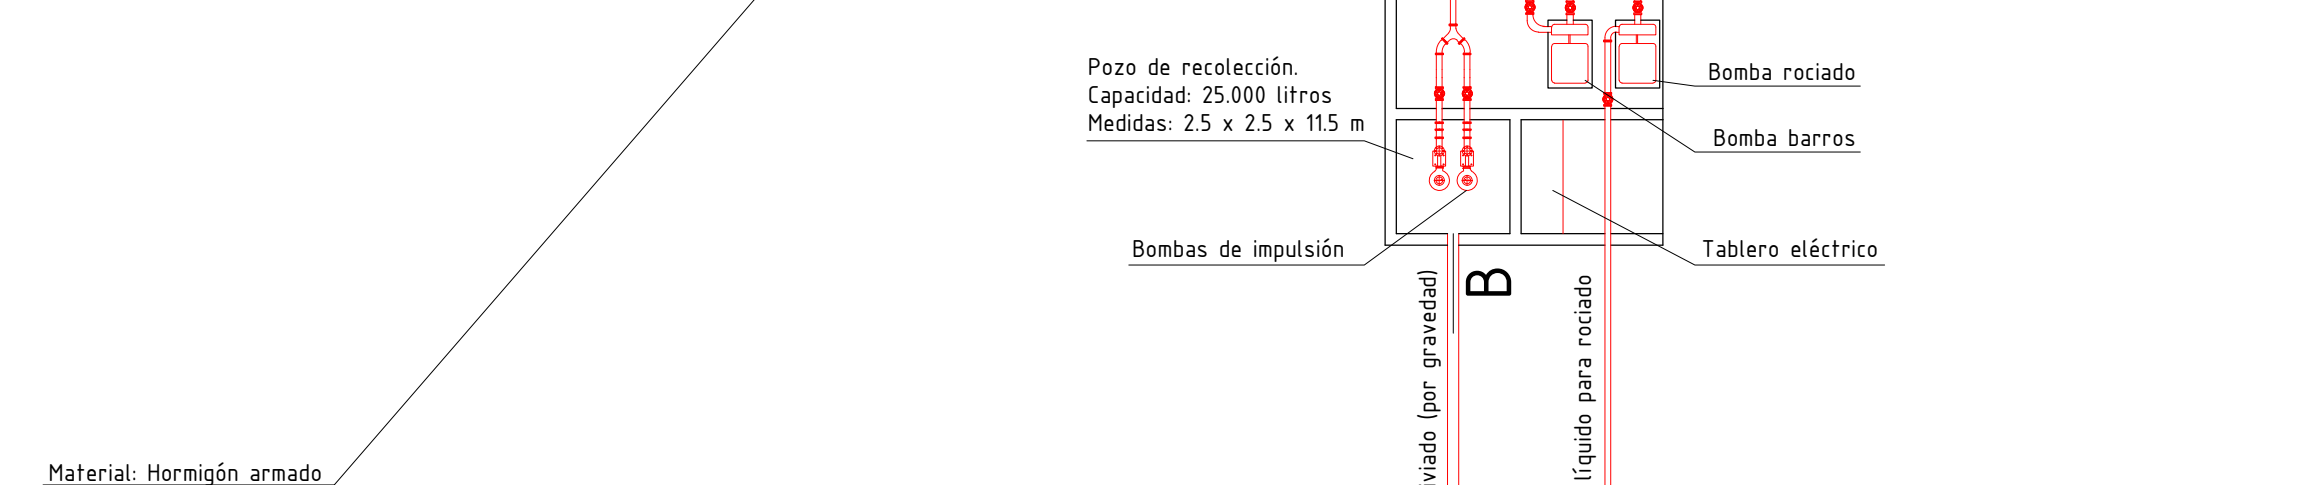 Pozo de recolección.
Capacidad: 25.000 litros
Medidas: 2.5 x 2.5 x 11.5 m
Bomba rociado
Bomba barros
Bombas de impulsión
Tablero eléctrico
B
(por gravedad)
líquido para rociado
Material: Hormigón armado